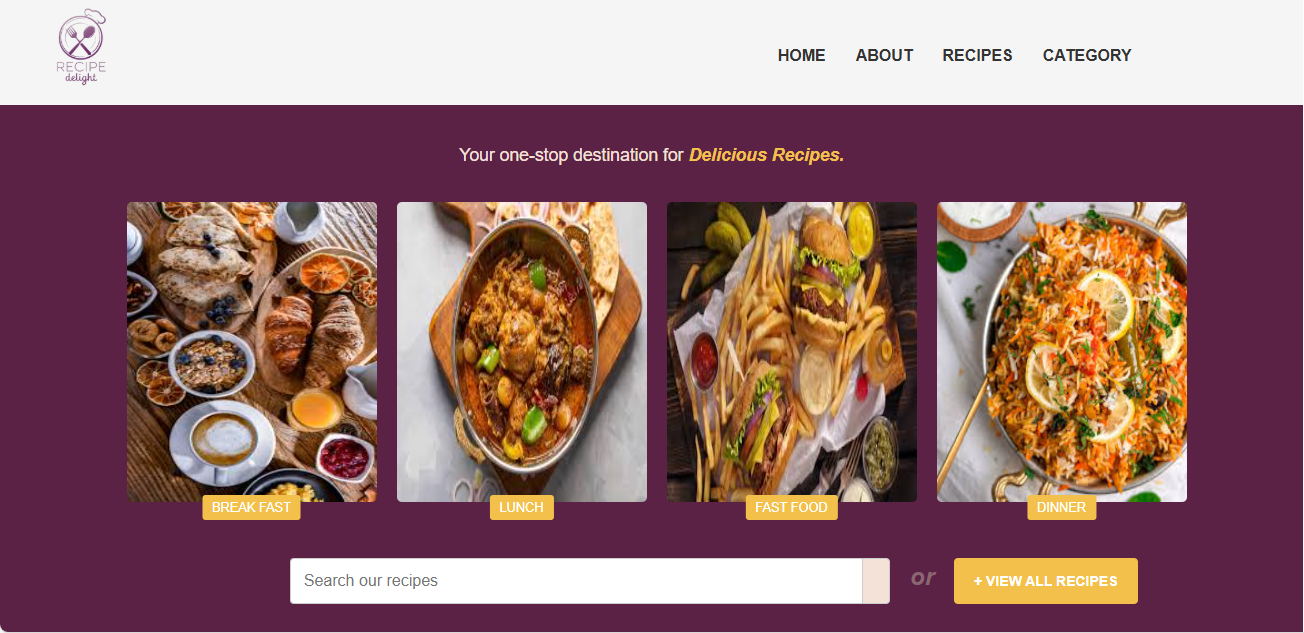 RECIPE
delight
HOME ABOUT RECIPES CATEGORY
Your one-stop destination for Delicious Recipes.
BREAK FAST LUNCH FAST FOOD DINNER
Search our recipes or + VIEW ALL RECIPES